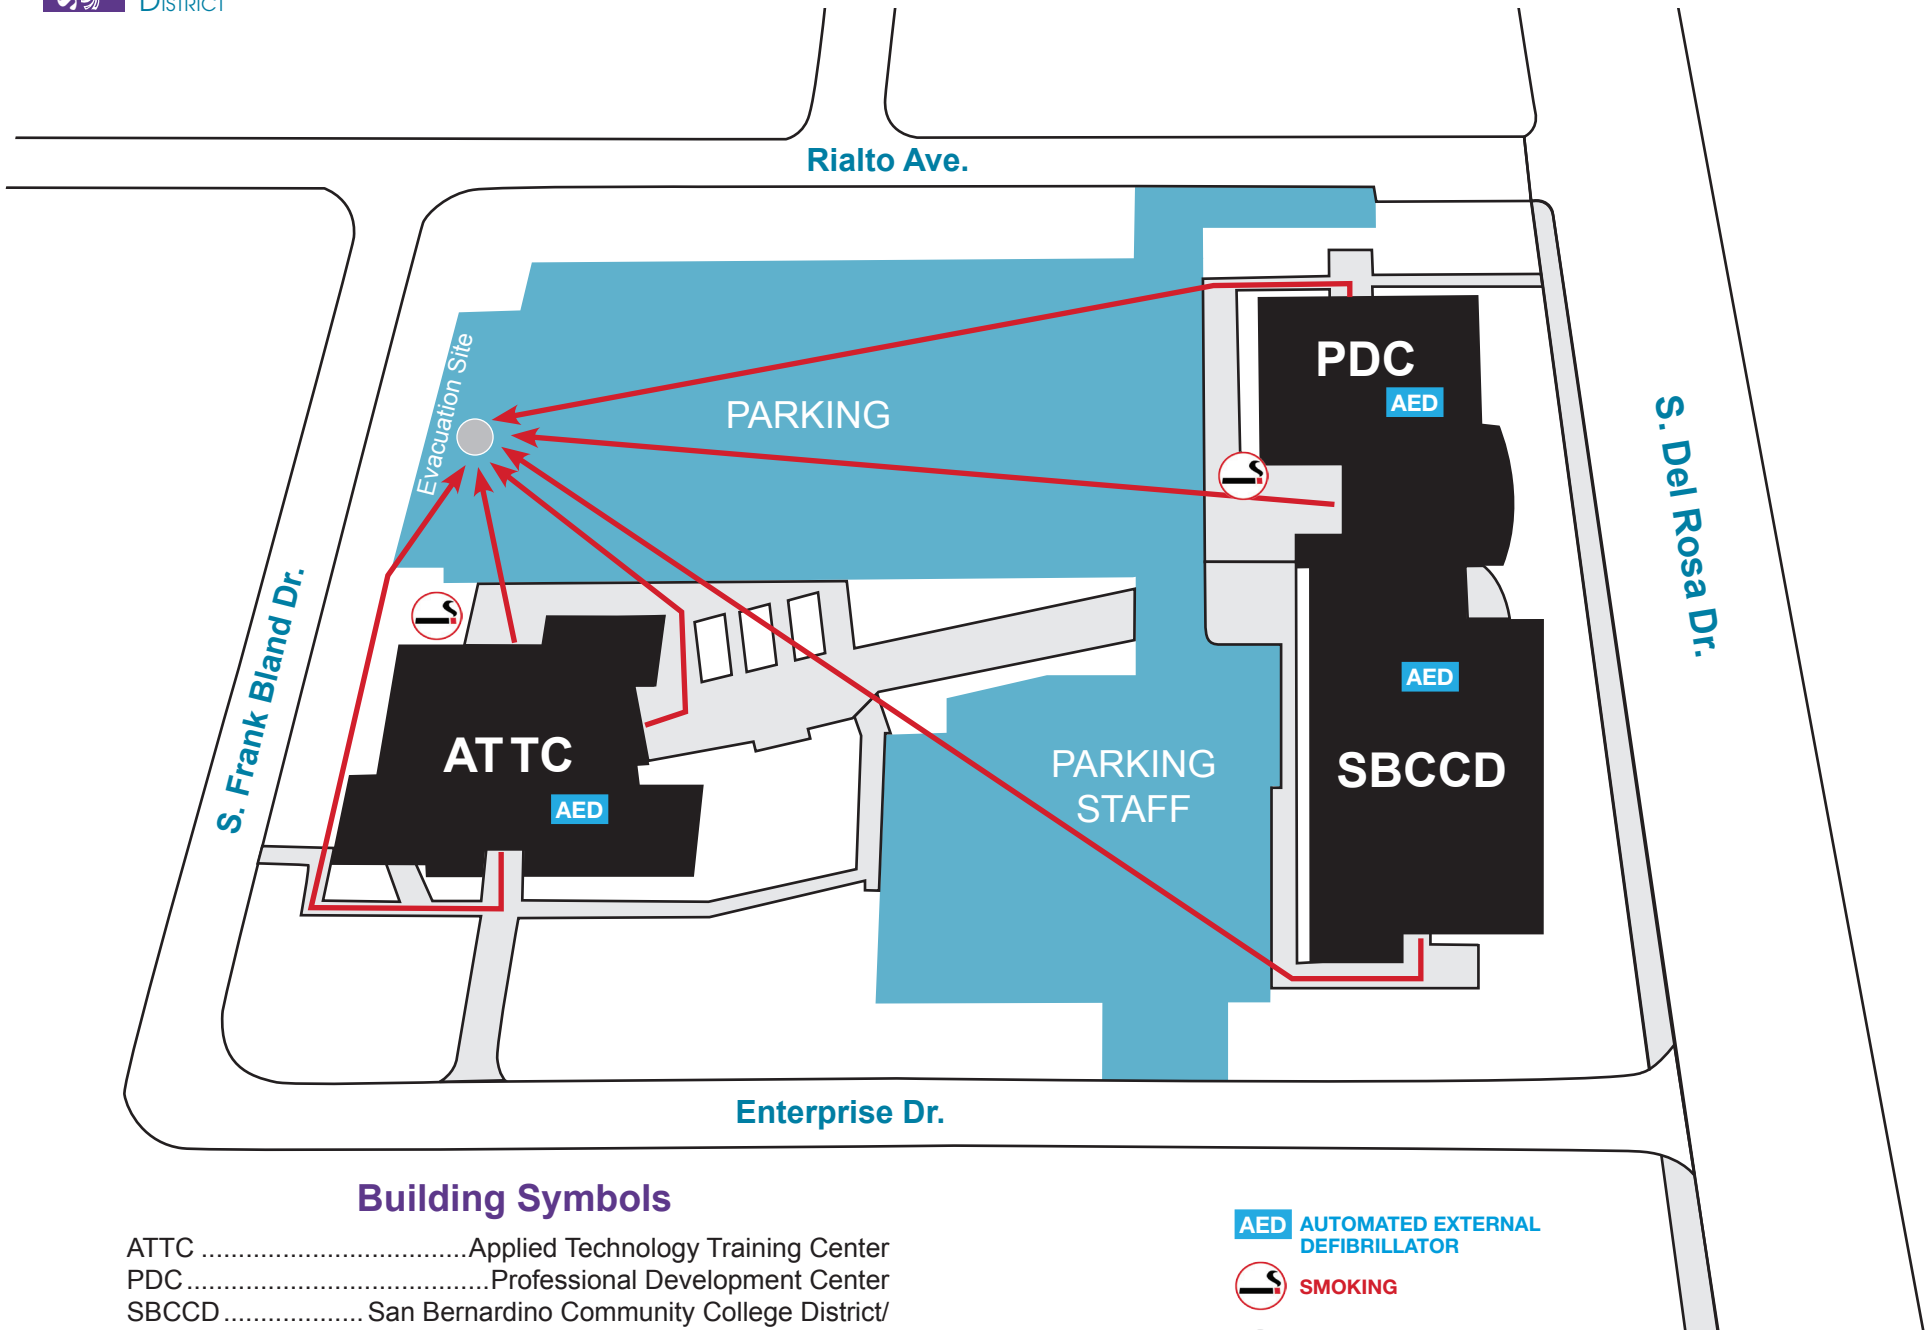 DISTRICT
Rialto Ave.
PDC
AED
Evacuation Site
PARKING
S. Del Rosa Dr.
S. Frank Bland Dr.
AED
ATTC
PARKING
STAFF
SBCCD
AED
Enterprise Dr.
Building Symbols
ATTC ...................................Applied Technology Training Center
PDC ........................................Professional Development Center
SBCCD ................... San Bernardino Community College District/
AED AUTOMATED EXTERNAL
DEFIBRILLATOR
SMOKING